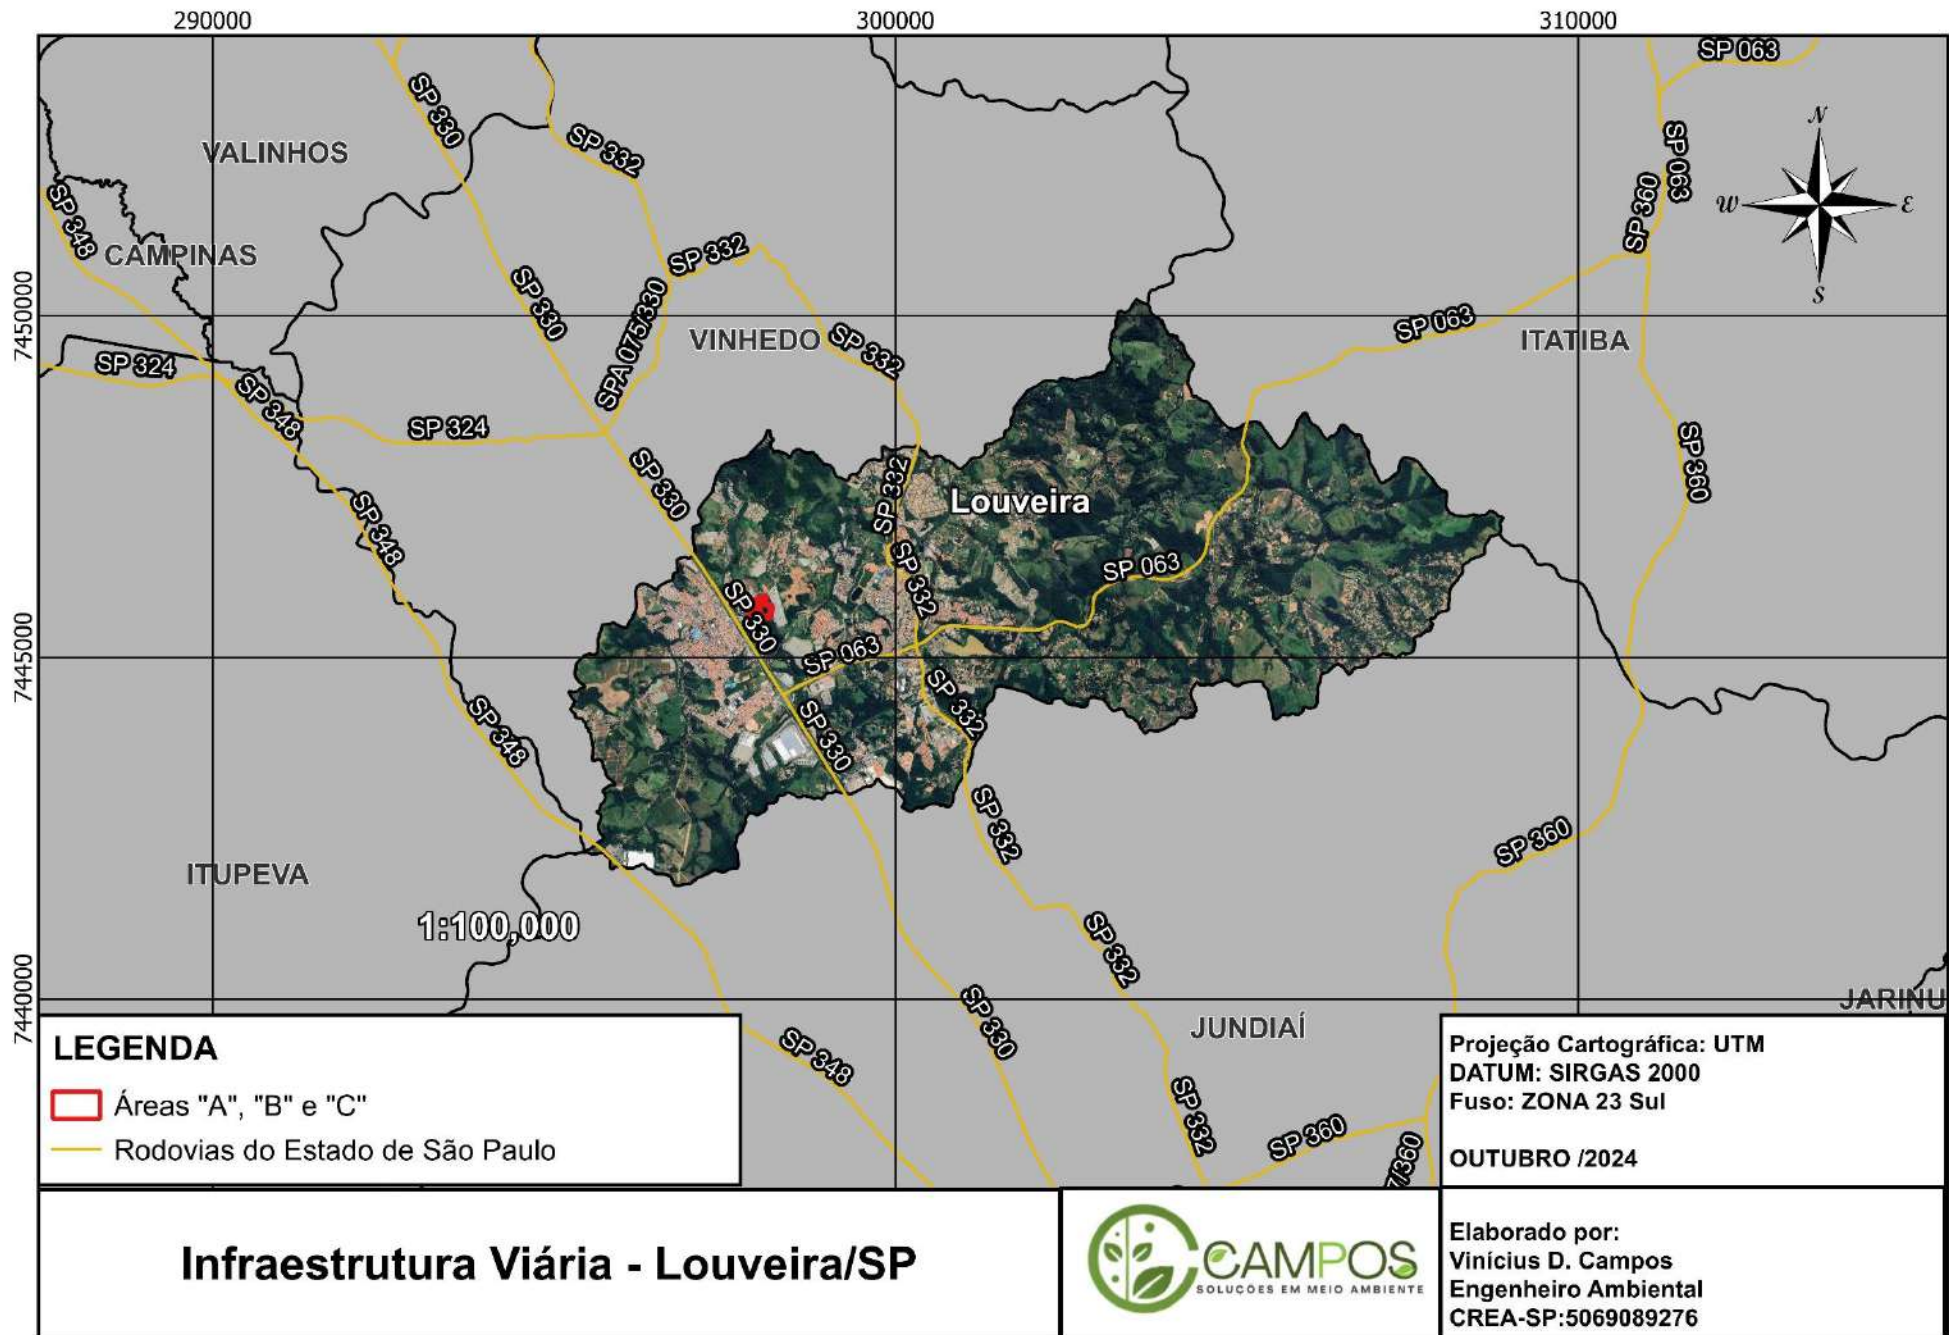 290000
300000
310000
SP 063
SP 330
SP 332
VALINHOS
SP 063
N
W
E
S
SP 348
SP 360
CAMPINAS
SP 332
SP 330
SPA 075/330
7450000
VINHEDO
SP 332
SP 063
ITATIBA
SP 324
SP 348
SP 324
SP 330
SP 332
SP 360
Louveira
SP 348
SP 332
SP 063
SP 330
7445000
SP 063
SP 332
SP 348
SP 330
SP 332
SP 360
ITUPEVA
1:100,000
SP 332
7440000
SP 330
JARINU
JUNDIAÍ
SP 348
SP 332
SP 360
7/360
LEGENDA
Áreas "A", "B" e "C"
Rodovias do Estado de São Paulo
Projeção Cartográfica: UTM
DATUM: SIRGAS 2000
Fuso: ZONA 23 Sul
OUTUBRO /2024
Infraestrutura Viária - Louveira/SP
CAMPOS
SOLUÇÕES EM MEIO AMBIENTE
Elaborado por:
Vinícius D. Campos
Engenheiro Ambiental
CREA-SP:5069089276